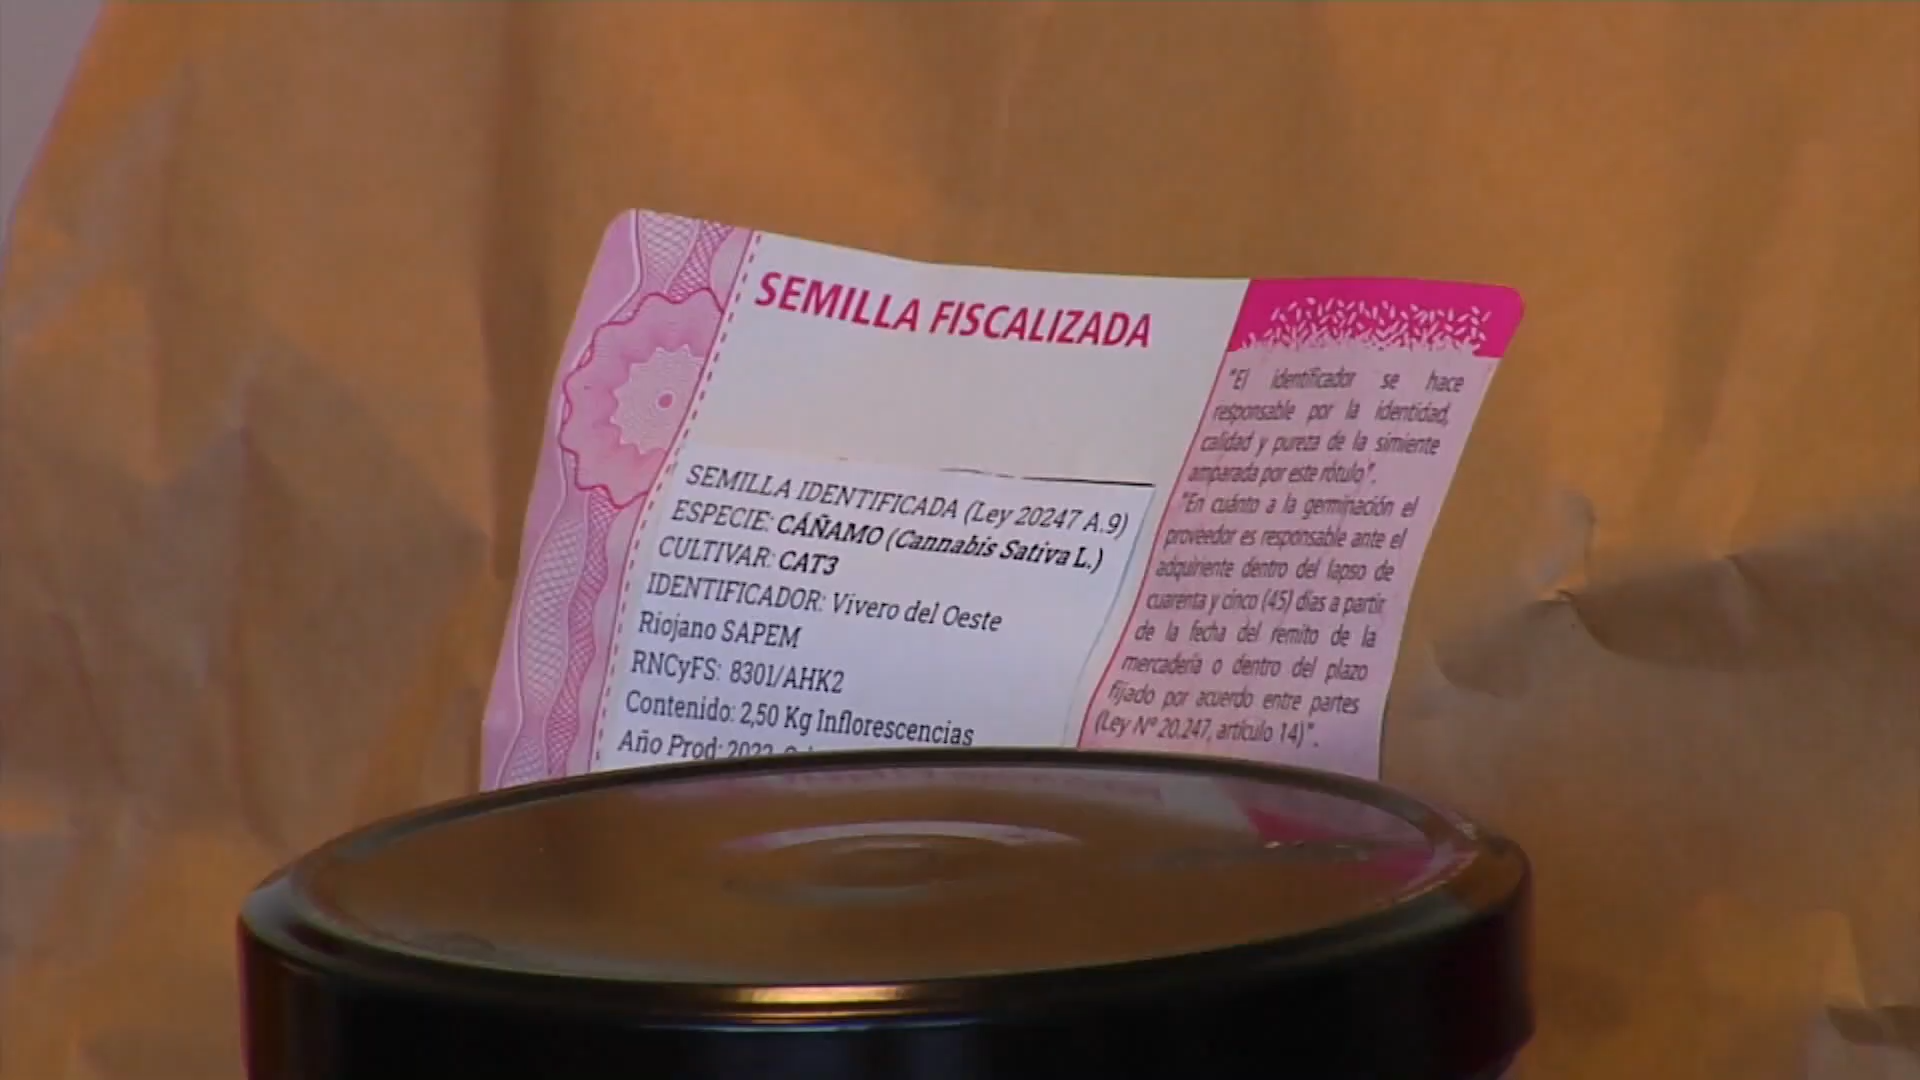 SEMILLA FISCALIZADA
SEMILLA IDENTIFICADA (Ley 20247 A.9)
ESPECIE: CÁÑAMO (Cannabis Sativa L.)
CULTIVAR: CAT3
IDENTIFICADOR: Vivero del Oeste
Riojano SAPEM
RNCyFS: 8301/AHK2
Contenido: 2,50 Kg Inflorescencias
Año Prod:
"El identificador se hace
responsable por la identidad,
calidad y pureza de la simiente
amparada por este rótulo".
"En cuánto a la germinación el
proveedor es responsable ante el
adquiriente dentro del lapso de
cuarenta y cinco (45) días a partir
de la fecha del remito de la
mercadería o dentro del plazo
fijado por acuerdo entre partes
(Ley N° 20.247, artículo 14)".